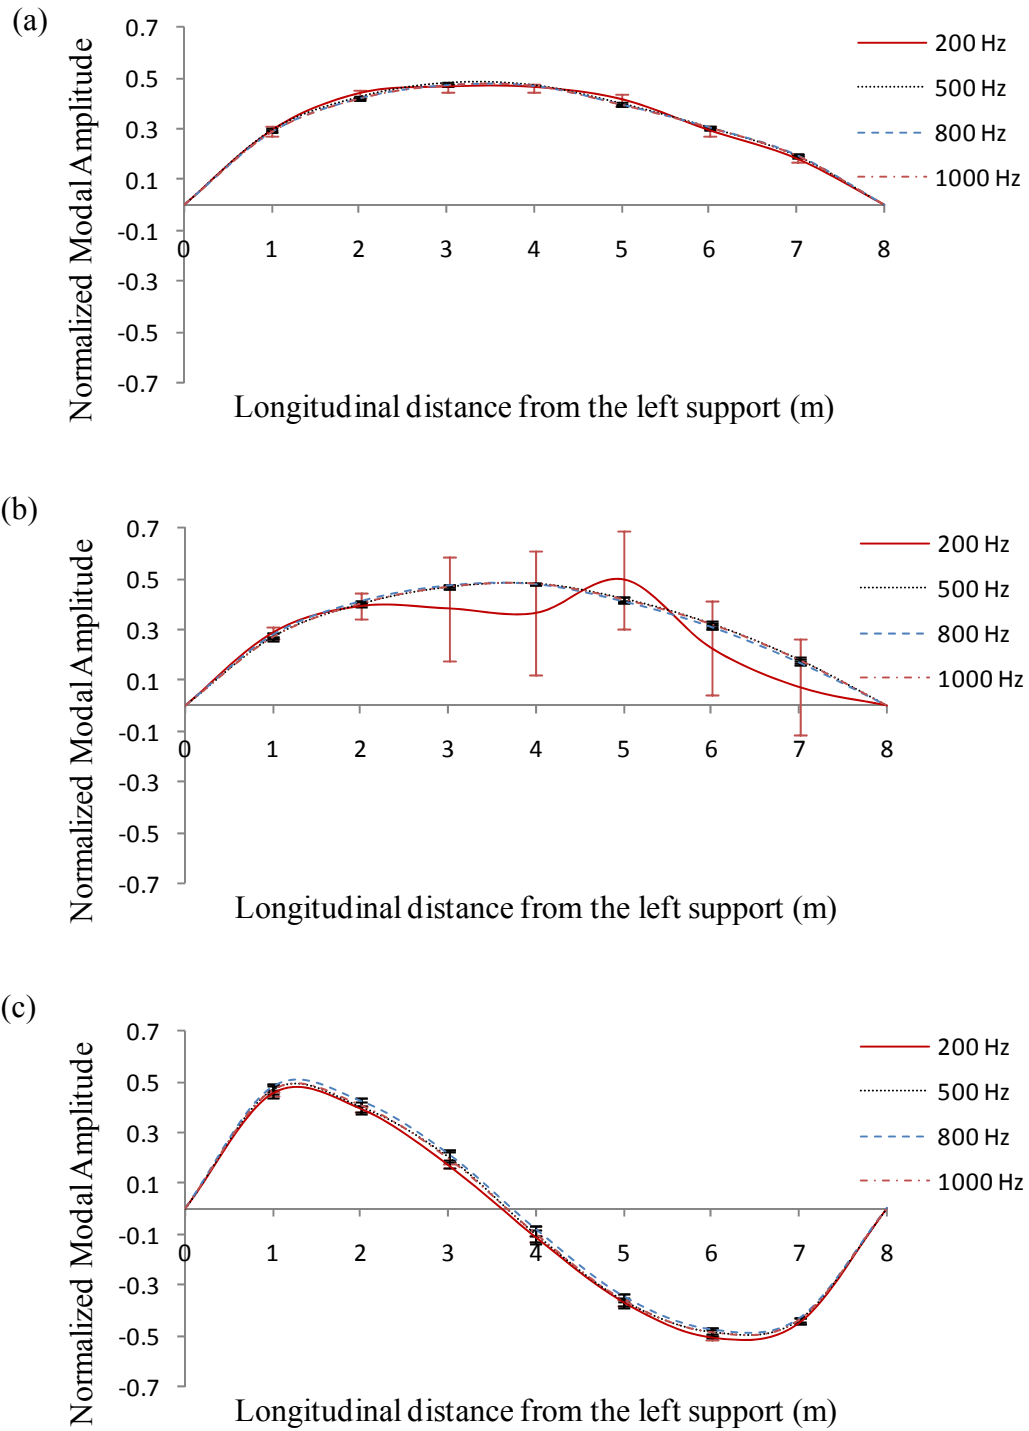 (a)
Normalized Modal Amplitude
0.7
0.5
0.3
0.1
-0.1
-0.3
-0.5
-0.7
0 1 2 3 4 5 6 7 8
Longitudinal distance from the left support (m)
200 Hz
500 Hz
800 Hz
1000 Hz
(b)
Normalized Modal Amplitude
0.7
0.5
0.3
0.1
-0.1
-0.3
-0.5
-0.7
0 1 2 3 4 5 6 7 8
Longitudinal distance from the left support (m)
200 Hz
500 Hz
800 Hz
1000 Hz
(c)
Normalized Modal Amplitude
0.7
0.5
0.3
0.1
-0.1
-0.3
-0.5
-0.7
0 1 2 3 4 5 6 7 8
Longitudinal distance from the left support (m)
200 Hz
500 Hz
800 Hz
1000 Hz